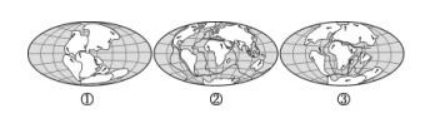 ① ② ③